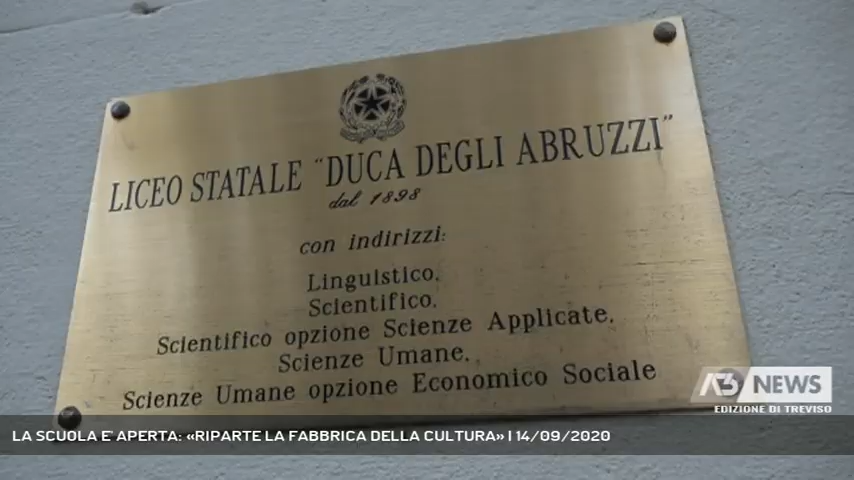 LICEO STATALE "DUCA DEGLI ABRUZZI"
dal 1898
con indirizzi:
Linguistico,
Scientifico,
Scientifico opzione Scienze Applicate,
Scienze Umane,
Scienze Umane opzione Economico Sociale
A3 NEWS
EDIZIONE DI TREVISO
LA SCUOLA E' APERTA: «RIPARTE LA FABBRICA DELLA CULTURA» | 14/09/2020